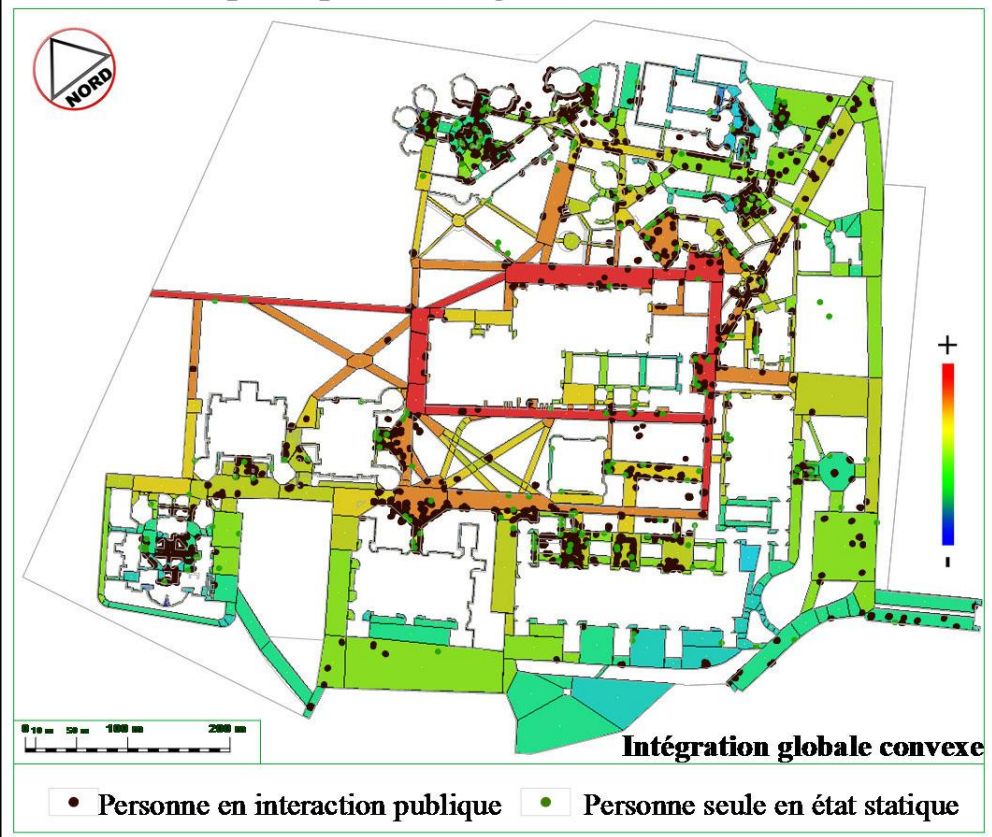 NORD
+
-
0 10 m 50 m 100 m 200 m
Intégration globale convexe
Personne en interaction publique
Personne seule en état statique